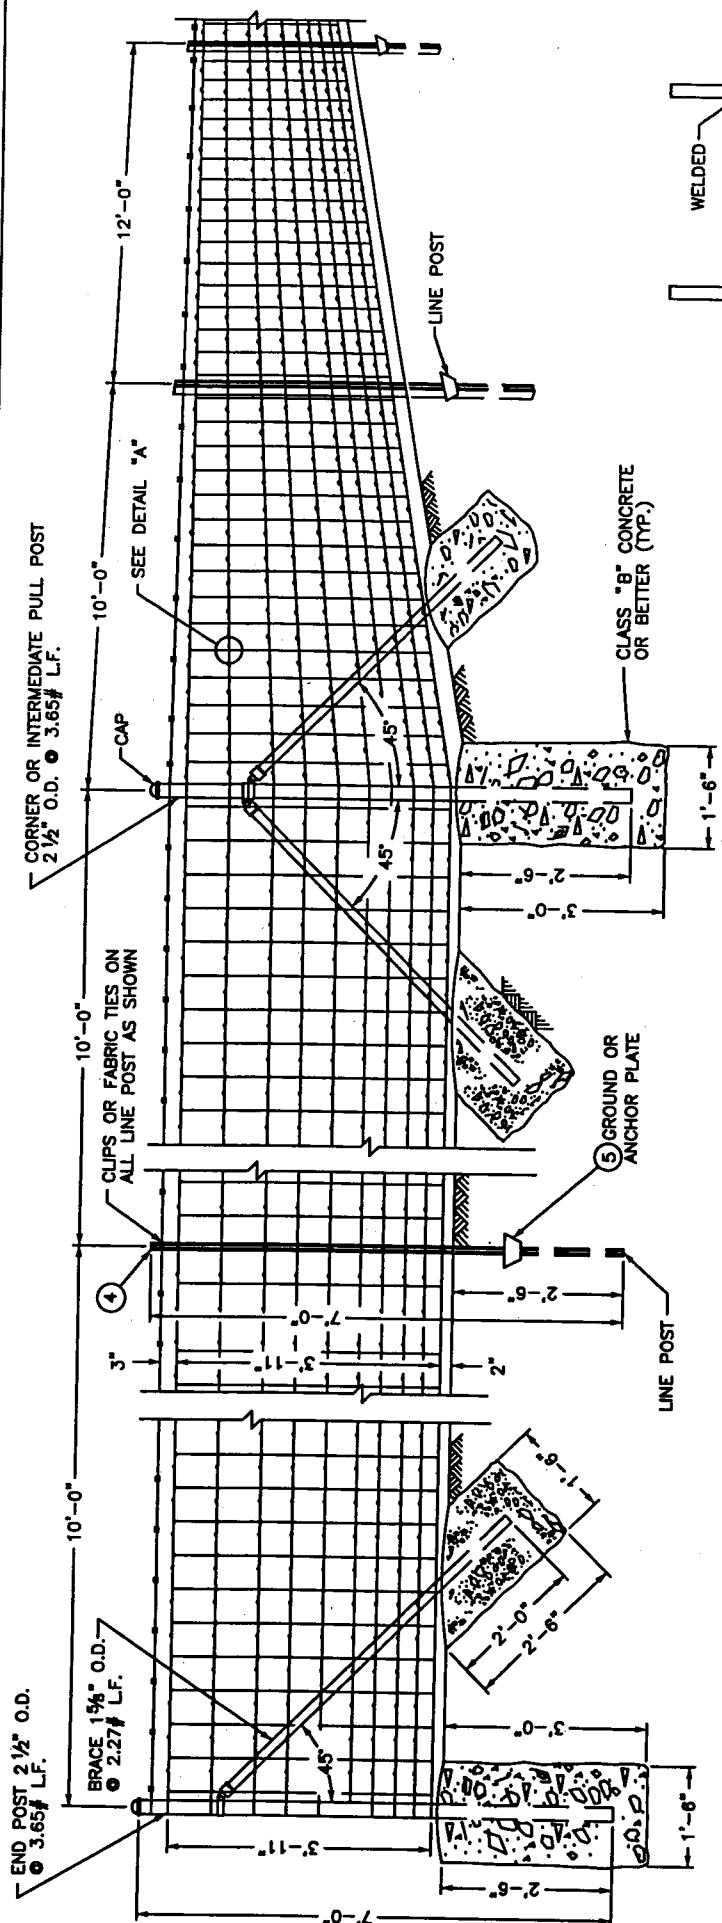 END POST 2 1/2" O.D.
@ 3.65# L.F.
BRACE 1 5/8" O.D.
@ 2.27# L.F.
10'-0"
7'-0"
3'-11"
45°
2'-6"
3'-0"
1'-6"
2'-0"
2'-6"
1'-6"
3"
3'-11"
2"
4
7'-0"
2'-6"
LINE POST
CLIPS OR FABRIC TIES ON
ALL LINE POST AS SHOWN
5 GROUND OR
ANCHOR PLATE
10'-0"
CORNER OR INTERMEDIATE PULL POST
2 1/2" O.D. @ 3.65# L.F.
CAP
45°
45°
2'-6"
3'-0"
1'-6"
CLASS "B" CONCRETE
OR BETTER (TYP.)
SEE DETAIL "A"
10'-0"
LINE POST
12'-0"
WELDED